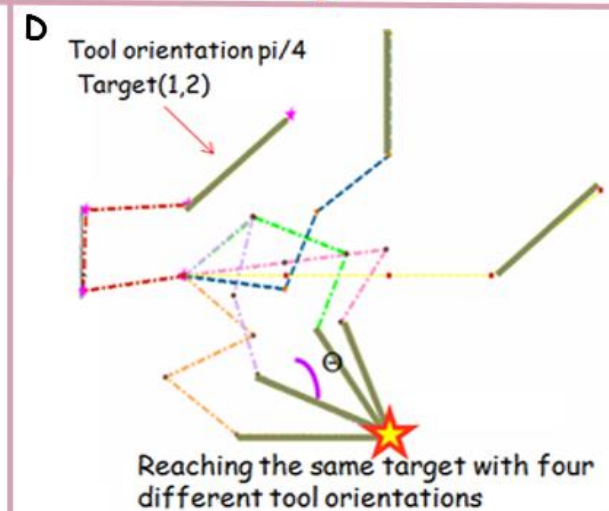 D
Tool orientation pi/4
Target(1,2)
Θ
Reaching the same target with four
different tool orientations